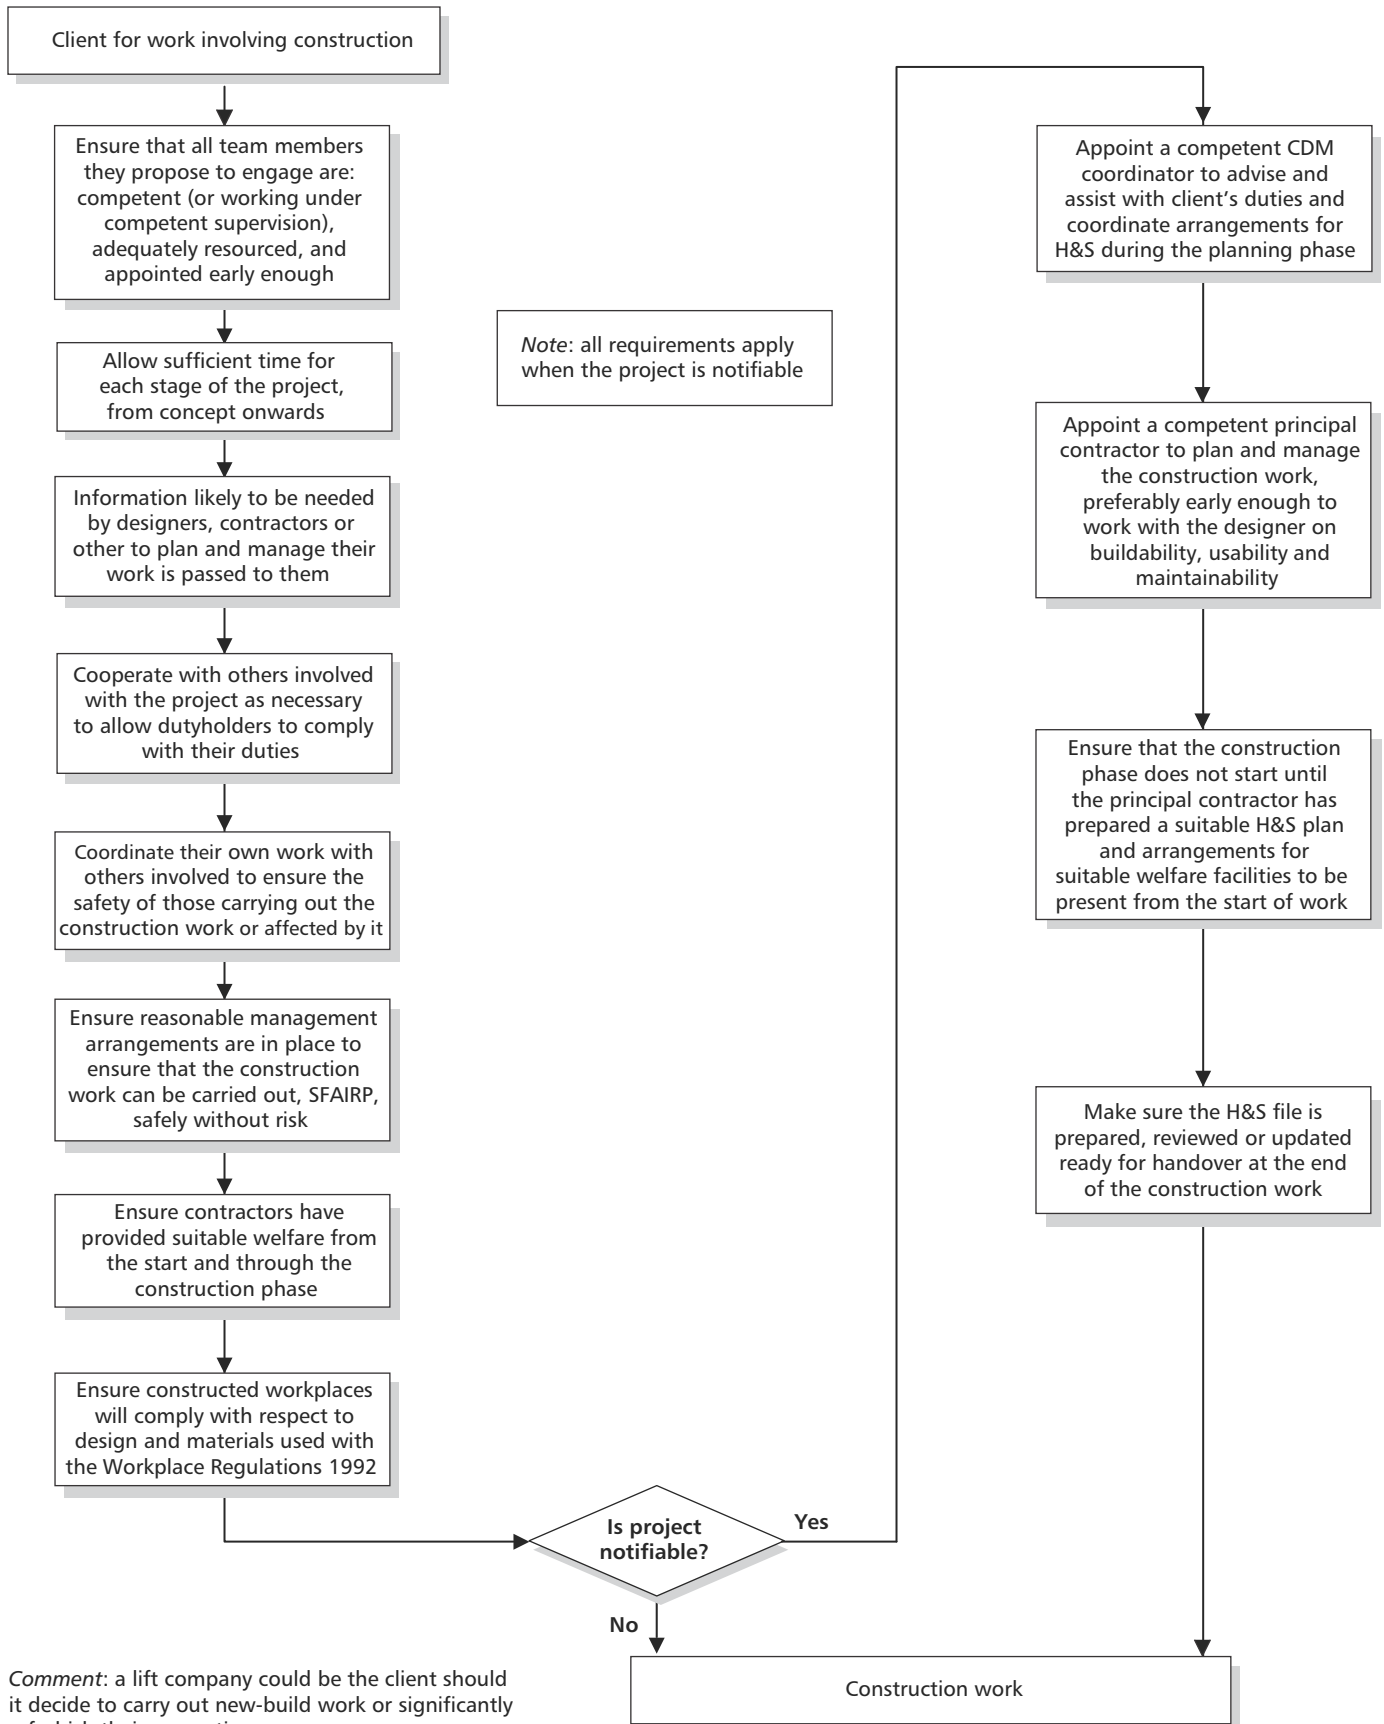 Client for work involving construction
Ensure that all team members
they propose to engage are:
competent (or working under
competent supervision),
adequately resourced, and
appointed early enough
Allow sufficient time for
each stage of the project,
from concept onwards
Information likely to be needed
by designers, contractors or
other to plan and manage their
work is passed to them
Cooperate with others involved
with the project as necessary
to allow dutyholders to comply
with their duties
Coordinate their own work with
others involved to ensure the
safety of those carrying out the
construction work or affected by it
Ensure reasonable management
arrangements are in place to
ensure that the construction
work can be carried out, SFAIRP,
safely without risk
Ensure contractors have
provided suitable welfare from
the start and through the
construction phase
Ensure constructed workplaces
will comply with respect to
design and materials used with
the Workplace Regulations 1992
Note: all requirements apply
when the project is notifiable
Is project
notifiable?
Yes
No
Appoint a competent CDM
coordinator to advise and
assist with client's duties and
coordinate arrangements for
H&S during the planning phase
Appoint a competent principal
contractor to plan and manage
the construction work,
preferably early enough to
work with the designer on
buildability, usability and
maintainability
Ensure that the construction
phase does not start until
the principal contractor has
prepared a suitable H&S plan
and arrangements for
suitable welfare facilities to be
present from the start of work
Make sure the H&S file is
prepared, reviewed or updated
ready for handover at the end
of the construction work
Construction work
Comment: a lift company could be the client should
it decide to carry out new-build work or significantly